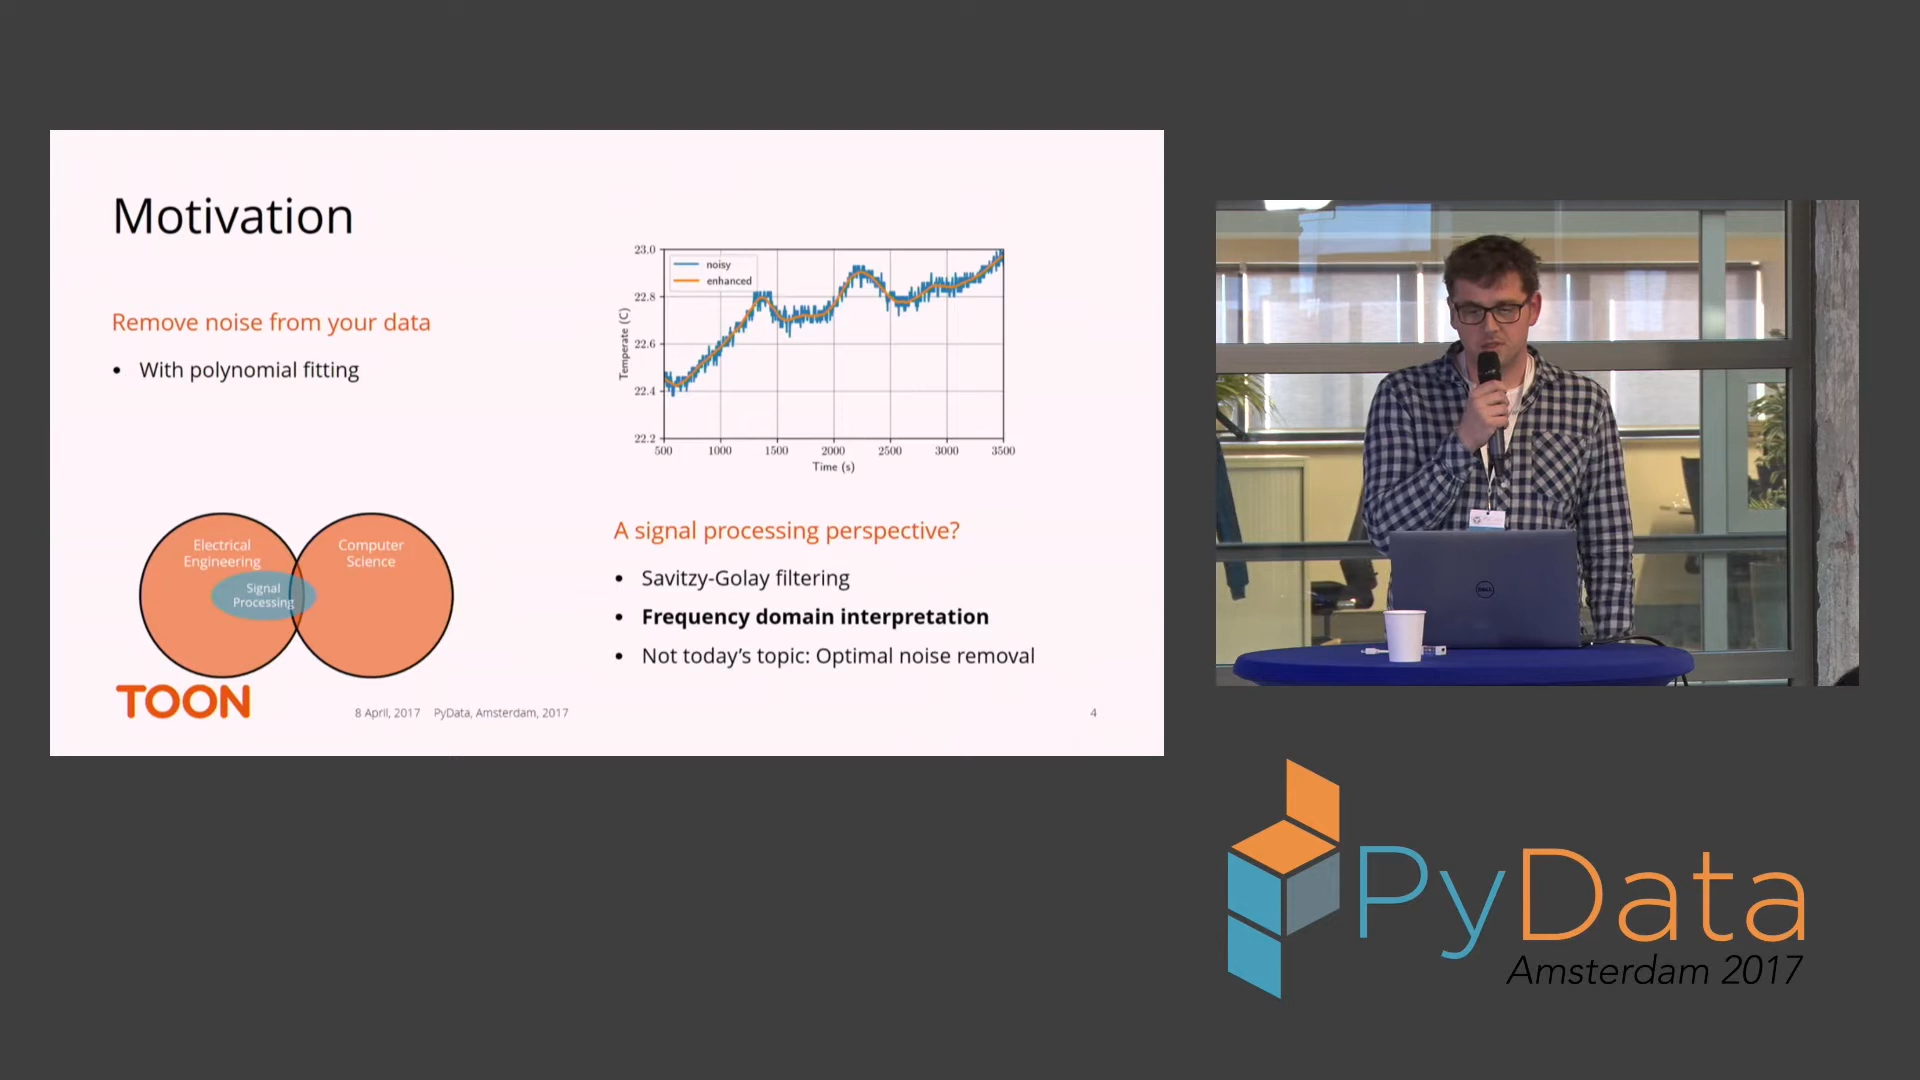 Motivation
Remove noise from your data
• With polynomial fitting
Electrical
Engineering
Signal
Processing
Computer
Science
23.0
22.8
22.6
22.4
22.2
Temperate (C)
noisy
enhanced
500 1000 1500 2000 2500 3000 3500
Time (s)
A signal processing perspective?
• Savitzy-Golay filtering
• Frequency domain interpretation
• Not today's topic: Optimal noise removal
TOON
8 April, 2017 PyData, Amsterdam, 2017
4
DELL
PyData
Amsterdam 2017